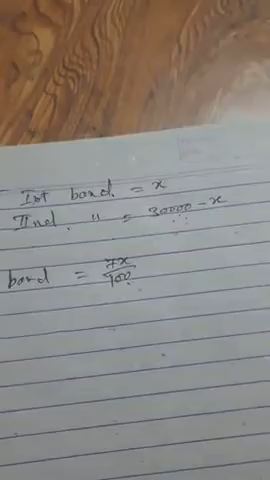 Ist bond = x
IInd. " = 30000 - x
bond = 7x/100